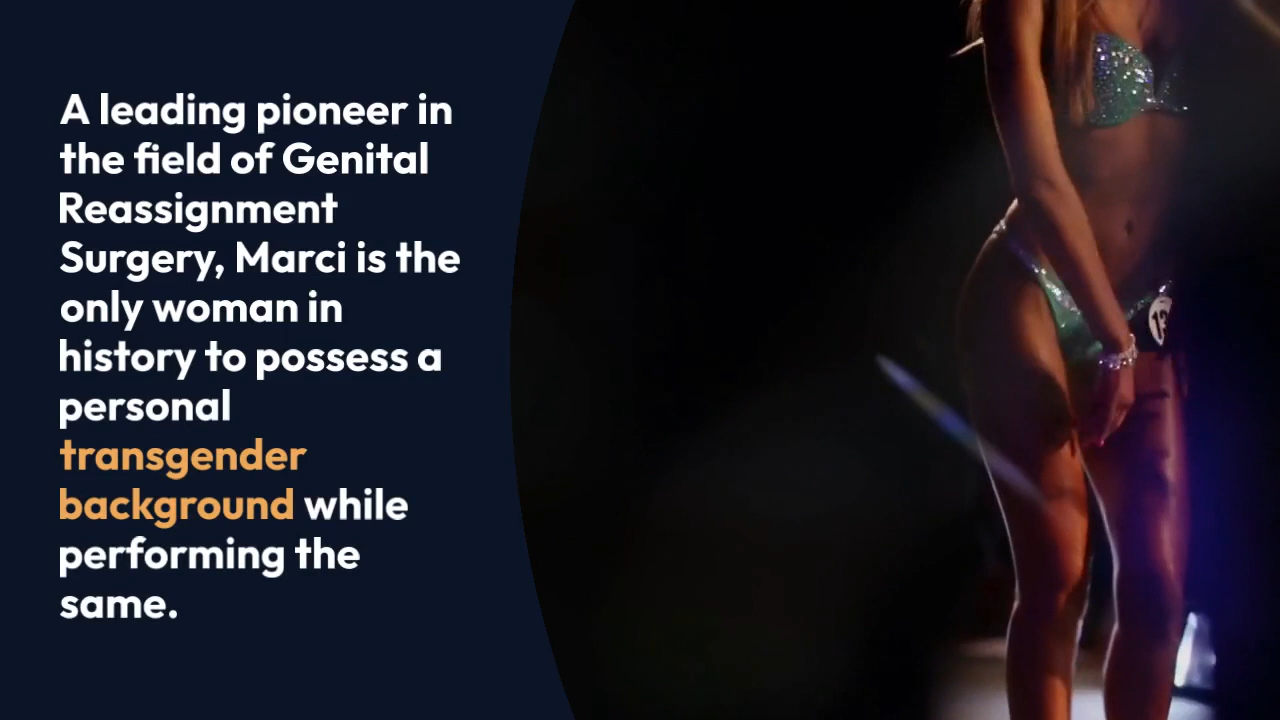 A leading pioneer in
the field of Genital
Reassignment
Surgery, Marci is the
only woman in
history to possess a
personal
transgender
background while
performing the
same.